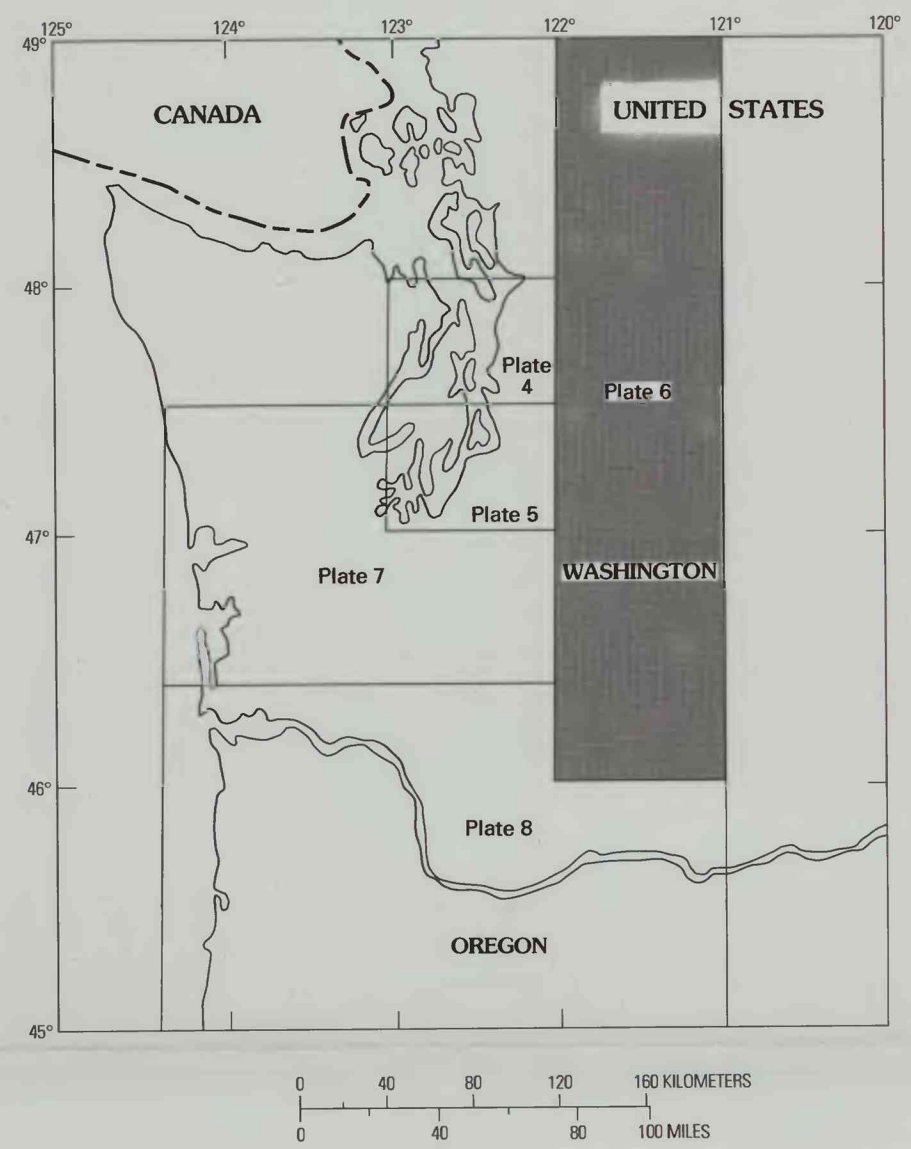 125° 124° 123° 122° 121° 120°
49°
CANADA
UNITED STATES
48°
Plate
4
Plate 6
Plate 5
47°
Plate 7
WASHINGTON
46°
Plate 8
OREGON
45°
0 40 80 120 160 KILOMETERS
0 40 80 100 MILES